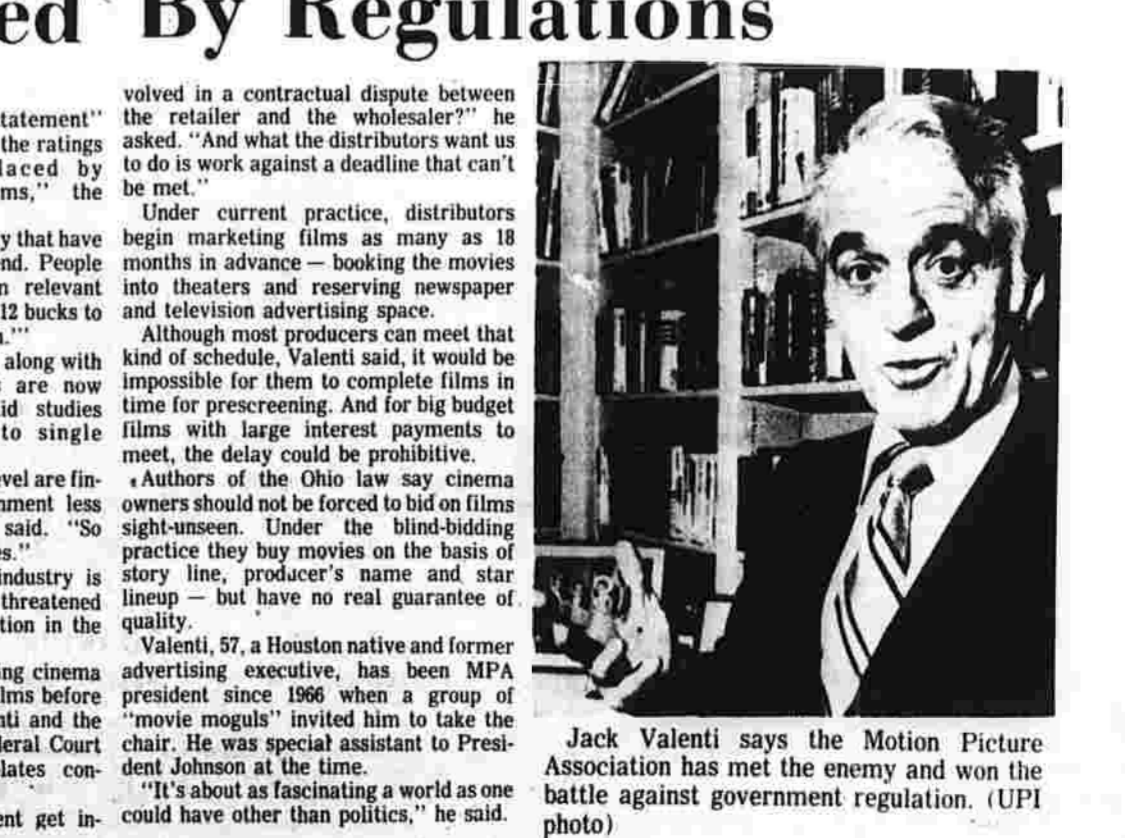 ed By Regulations
tatement"
the ratings
laced by
ms," the
y that have
nd. People
n relevant
12 bucks to
."'
along with
are now
id studies
to single
evel are fin-
nment less
said. "So
es."
industry is
threatened
tion in the
ing cinema
lms before
nti and the
deral Court
lates con-
ent get in-
volved in a contractual dispute between
the retailer and the wholesaler?" he
asked. "And what the distributors want us
to do is work against a deadline that can't
be met."
Under current practice, distributors
begin marketing films as many as 18
months in advance — booking the movies
into theaters and reserving newspaper
and television advertising space.
Although most producers can meet that
kind of schedule, Valenti said, it would be
impossible for them to complete films in
time for prescreening. And for big budget
films with large interest payments to
meet, the delay could be prohibitive.
Authors of the Ohio law say cinema
owners should not be forced to bid on films
sight-unseen. Under the blind-bidding
practice they buy movies on the basis of
story line, producer's name and star
lineup — but have no real guarantee of
quality.
Valenti, 57, a Houston native and former
advertising executive, has been MPA
president since 1966 when a group of
"movie moguls" invited him to take the
chair. He was special assistant to Presi-
dent Johnson at the time.
"It's about as fascinating a world as one
could have other than politics," he said.
Jack Valenti says the Motion Picture
Association has met the enemy and won the
battle against government regulation. (UPI
photo)